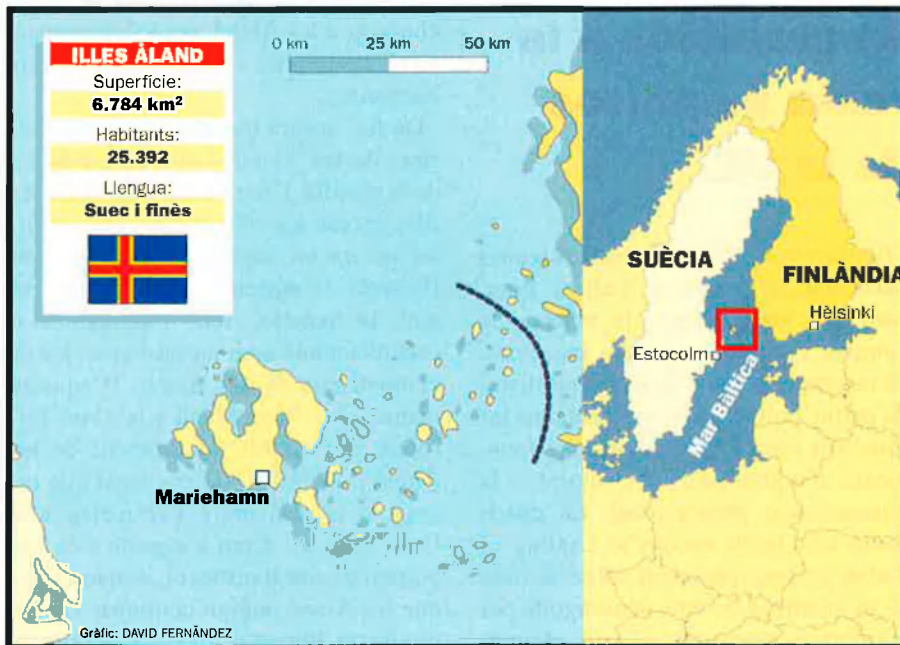 ILLES ÅLAND
Superfície:
6.784 km²
Habitants:
25.392
Llengua:
Suec i finès
0 km 25 km 50 km
Mariehamn
Gràfic: DAVID FERNÁNDEZ
SUÈCIA
FINLÀNDIA
Hèlsinki
Estocolm
Mar Bàltica